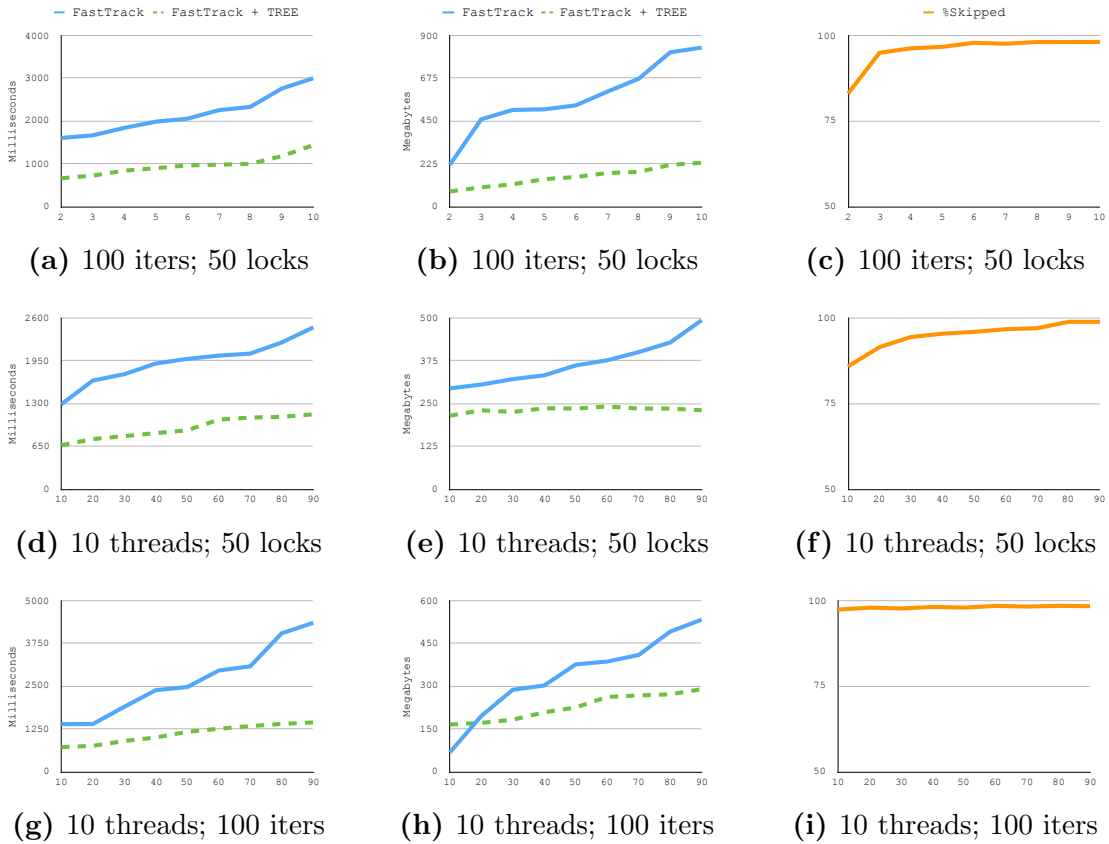 FastTrack FastTrack + TREE
FastTrack FastTrack + TREE
%Skipped
Milliseconds
4000
3000
2000
1000
0
2 3 4 5 6 7 8 9 10
Megabytes
900
675
450
225
0
2 3 4 5 6 7 8 9 10
100
75
50
2 3 4 5 6 7 8 9 10
(a) 100 iters; 50 locks
(b) 100 iters; 50 locks
(c) 100 iters; 50 locks
Milliseconds
2600
1950
1300
650
0
10 20 30 40 50 60 70 80 90
Megabytes
500
375
250
125
0
10 20 30 40 50 60 70 80 90
100
75
50
10 20 30 40 50 60 70 80 90
(d) 10 threads; 50 locks
(e) 10 threads; 50 locks
(f) 10 threads; 50 locks
Milliseconds
5000
3750
2500
1250
0
10 20 30 40 50 60 70 80 90
Megabytes
600
450
300
150
0
10 20 30 40 50 60 70 80 90
100
75
50
10 20 30 40 50 60 70 80 90
(g) 10 threads; 100 iters
(h) 10 threads; 100 iters
(i) 10 threads; 100 iters